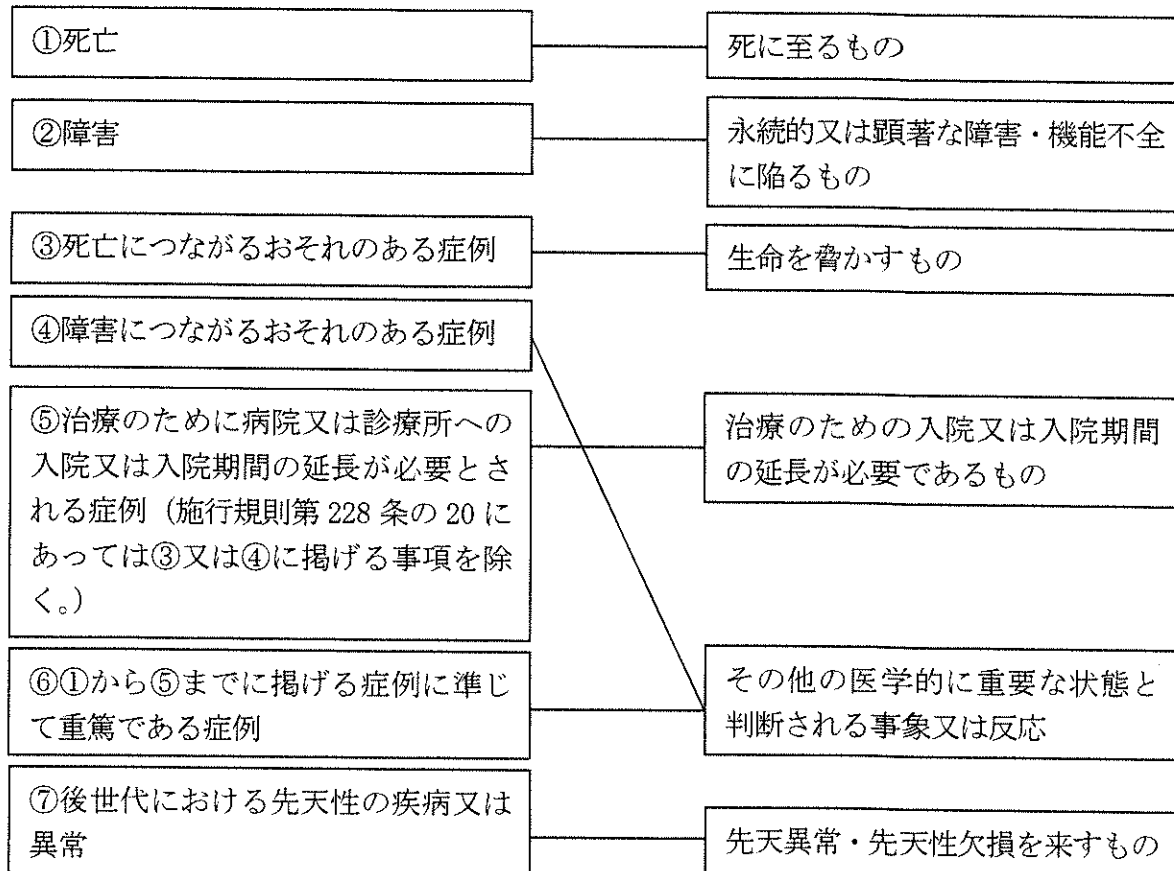 ①死亡
死に至るもの
②障害
永続的又は顕著な障害・機能不全
に陥るもの
③死亡につながるおそれのある症例
生命を脅かすもの
④障害につながるおそれのある症例
⑤治療のために病院又は診療所への
入院又は入院期間の延長が必要とさ
れる症例（施行規則第 228 条の 20 に
あっては③又は④に掲げる事項を除
く。）
治療のための入院又は入院期間
の延長が必要であるもの
⑥①から⑤までに掲げる症例に準じ
て重篤である症例
その他の医学的に重要な状態と
判断される事象又は反応
⑦後世代における先天性の疾病又は
異常
先天異常・先天性欠損を来すもの